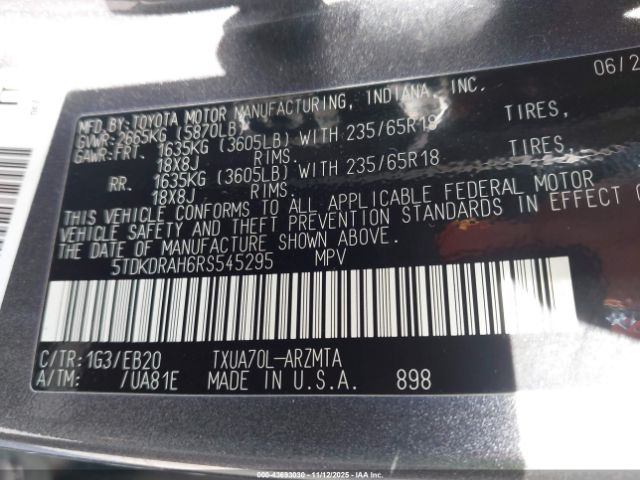 MFD.BY:TOYOTA MOTOR MANUFACTURING, INDIANA, INC. 06/2
GVWR:2665KG (5870LB)
GAWR:FRT. 1635KG (3605LB) WITH 235/65R18 TIRES,
18X8J RIMS.
RR. 1635KG (3605LB) WITH 235/65R18 TIRES,
18X8J RIMS.
THIS VEHICLE CONFORMS TO ALL APPLICABLE FEDERAL MOTOR
VEHICLE SAFETY AND THEFT PREVENTION STANDARDS IN EFFECT
THE DATE OF MANUFACTURE SHOWN ABOVE.
5TDKDRAH6RS545295 MPV
C/TR:1G3/EB20 TXUA70L-ARZMTA
A/TM: /UA81E MADE IN U.S.A. 898
000-43693030 - 11/12/2025 - IAA Inc.